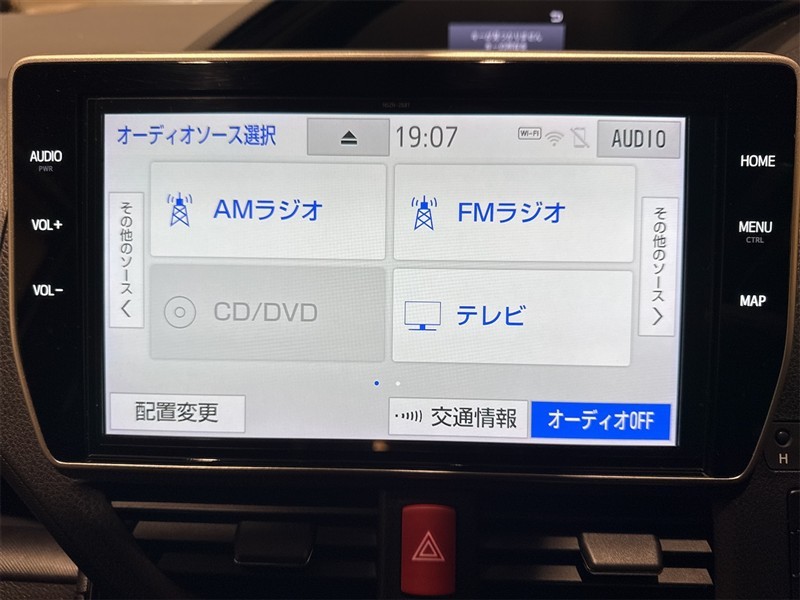 オーディオソース選択
19:07
Wi-Fi
AUDIO
AUDIO
PWR
VOL+
VOL-
HOME
MENU
CTRL
MAP
その他のソース
AMラジオ
FMラジオ
その他のソース
CD/DVD
テレビ
配置変更
交通情報
オーディオOFF
H